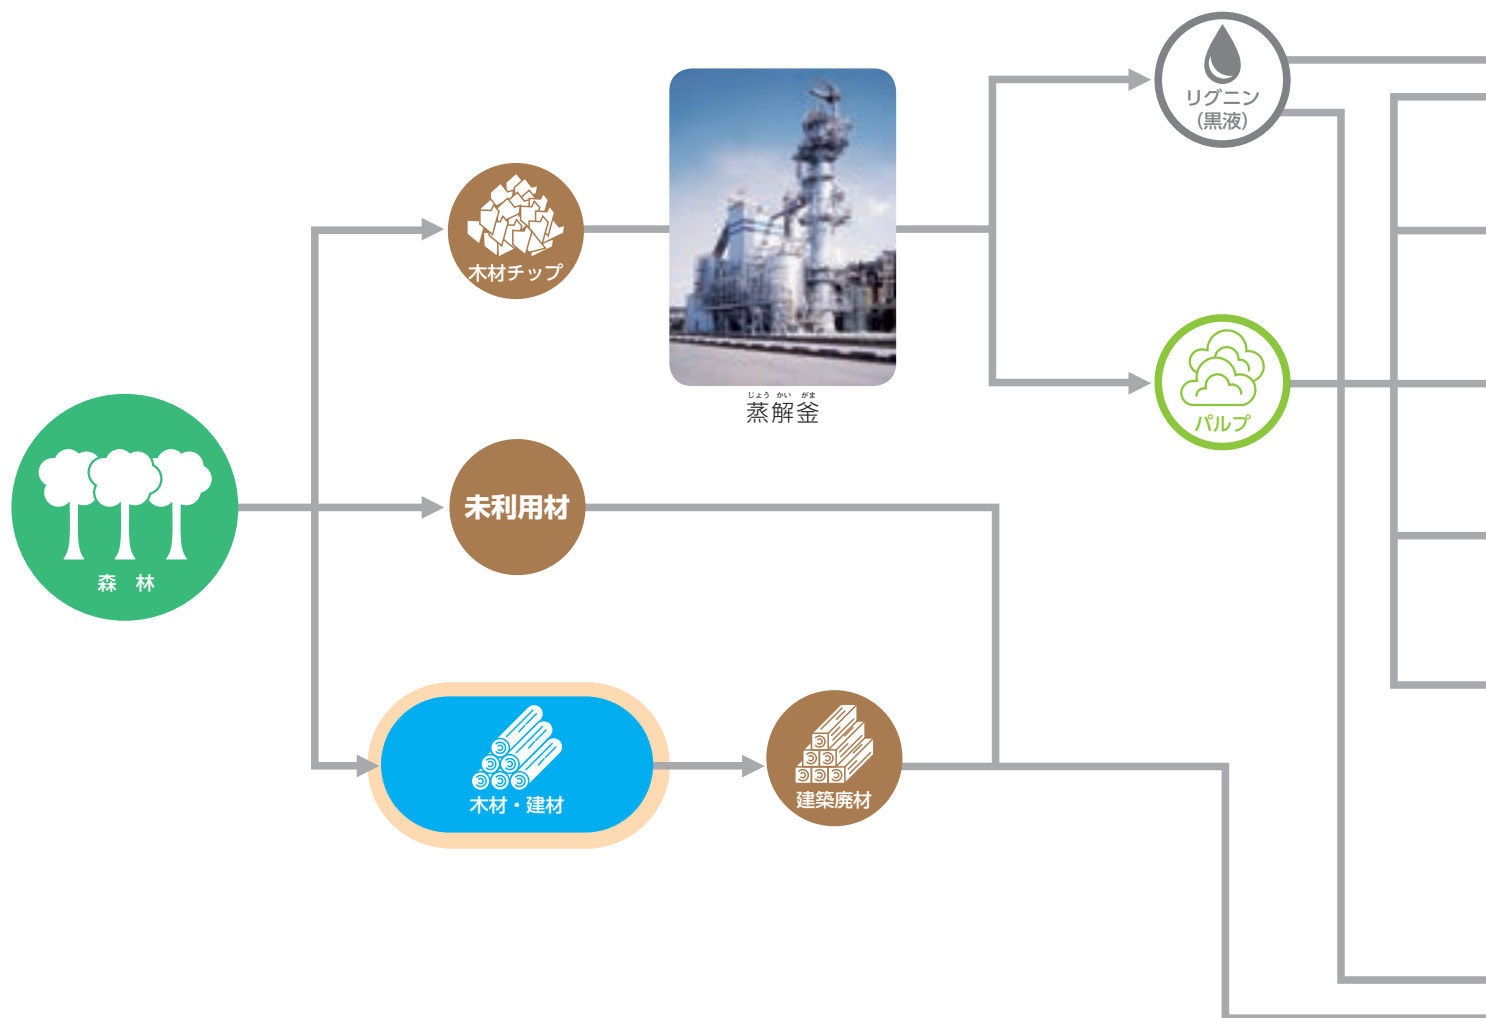 リグニン
(黒液)
木材チップ
じょう かい がま
蒸解釜
パルプ
未利用材
森 林
木材・建材
建築廃材